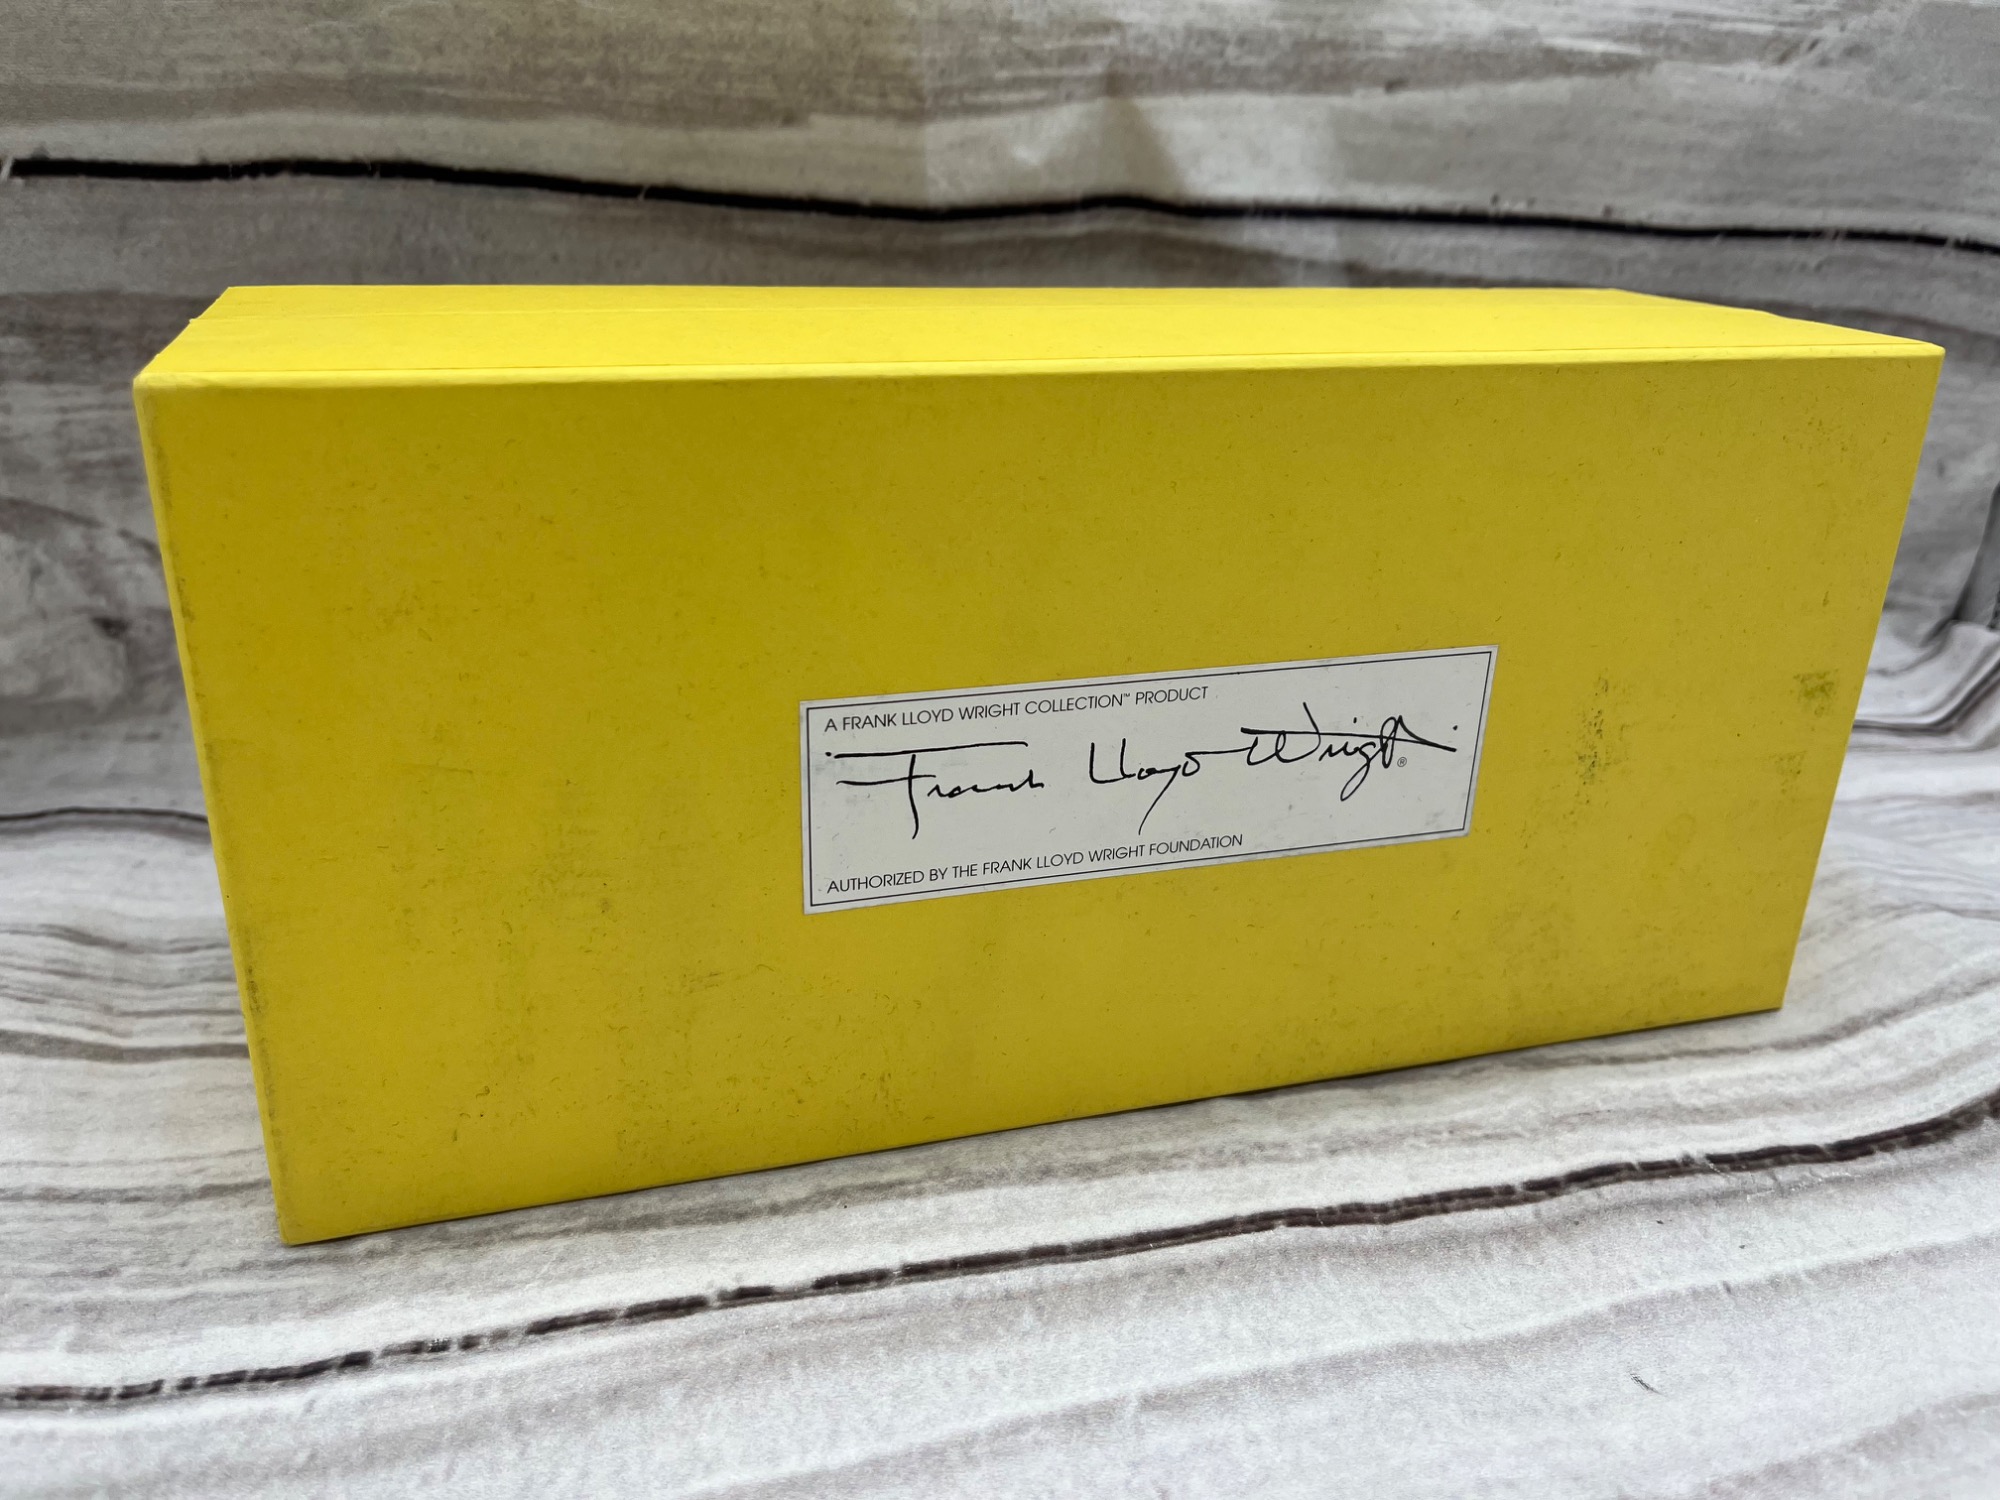 A FRANK LLOYD WRIGHT COLLECTION™ PRODUCT
Frank Lloyd Wright ®
AUTHORIZED BY THE FRANK LLOYD WRIGHT FOUNDATION